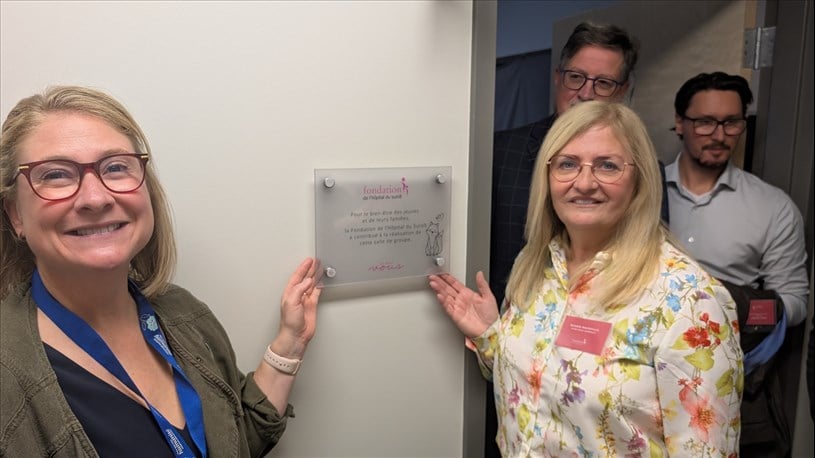 fondation
de l'hôpital du Suroît
Pour le bien-être des jeunes
et de leurs familles,
la Fondation de l'Hôpital du Suroît
a contribué à la réalisation de
cette salle de groupe.
vous